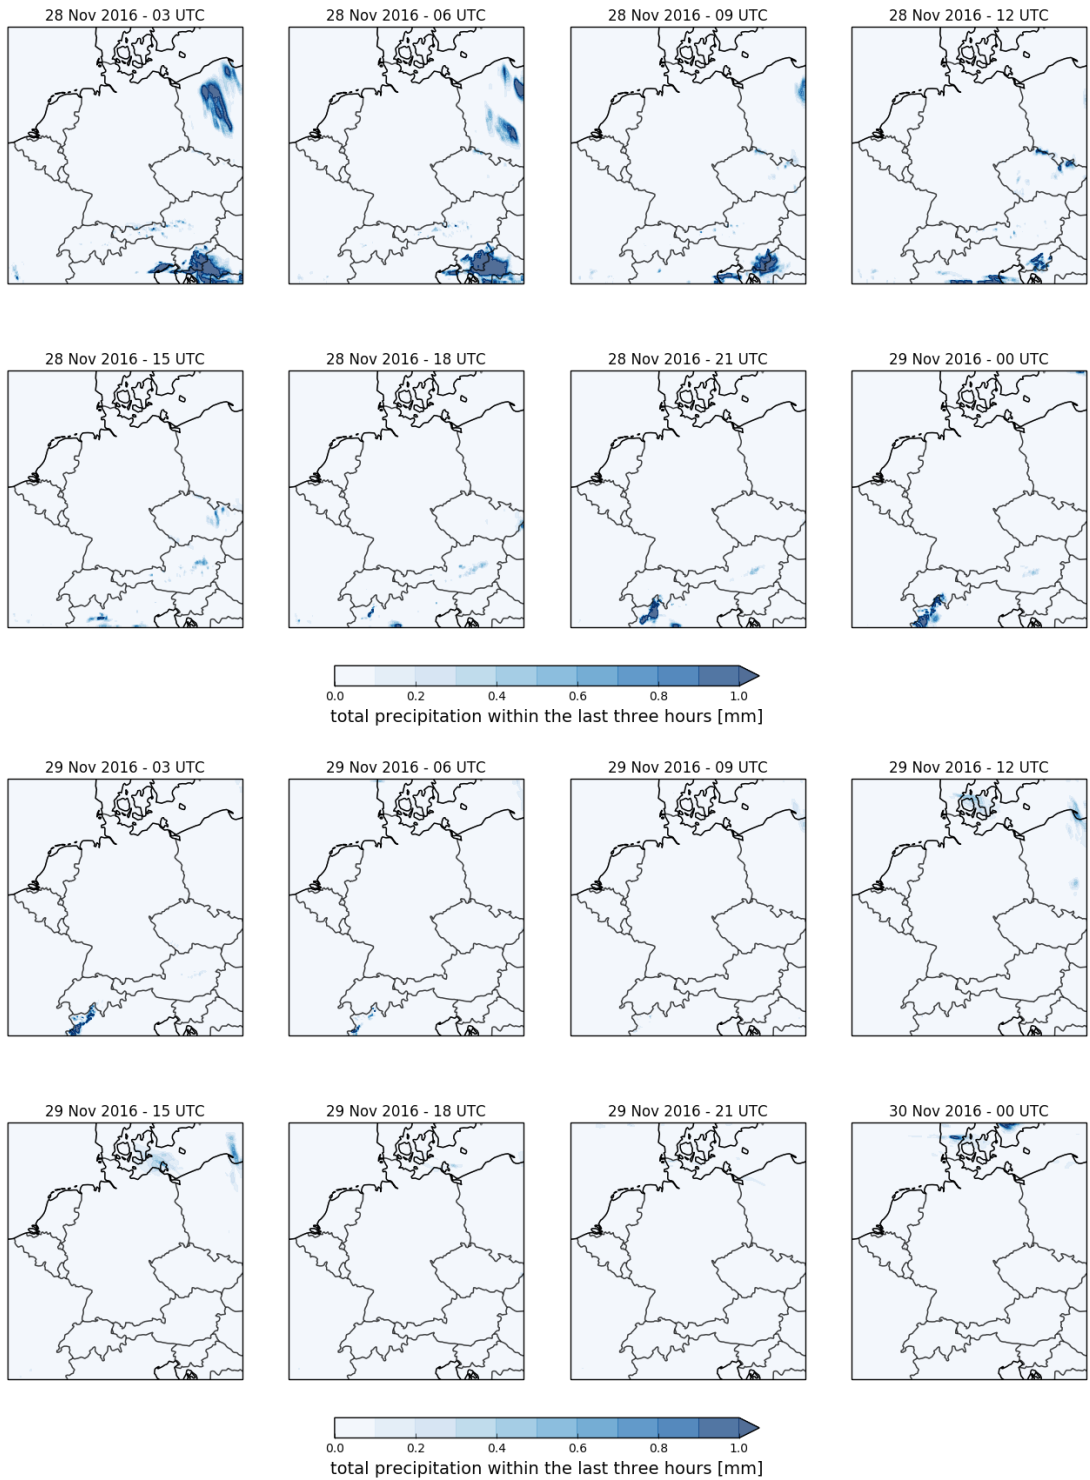 28 Nov 2016 - 03 UTC
28 Nov 2016 - 06 UTC
28 Nov 2016 - 09 UTC
28 Nov 2016 - 12 UTC
28 Nov 2016 - 15 UTC
28 Nov 2016 - 18 UTC
28 Nov 2016 - 21 UTC
29 Nov 2016 - 00 UTC
0.0 0.2 0.4 0.6 0.8 1.0
total precipitation within the last three hours [mm]
29 Nov 2016 - 03 UTC
29 Nov 2016 - 06 UTC
29 Nov 2016 - 09 UTC
29 Nov 2016 - 12 UTC
29 Nov 2016 - 15 UTC
29 Nov 2016 - 18 UTC
29 Nov 2016 - 21 UTC
30 Nov 2016 - 00 UTC
0.0 0.2 0.4 0.6 0.8 1.0
total precipitation within the last three hours [mm]